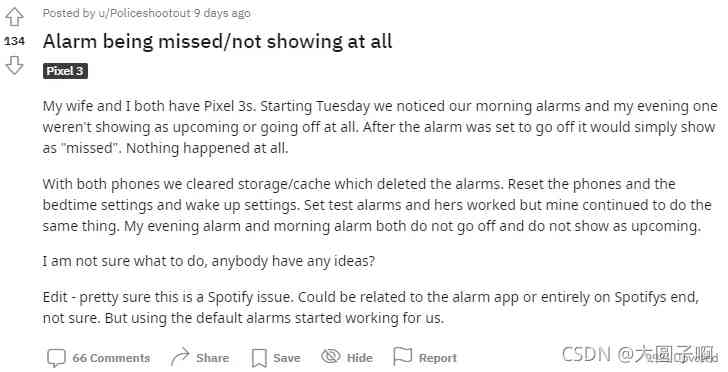 Posted by u/Policeshootout 9 days ago
134
Alarm being missed/not showing at all
Pixel 3
My wife and I both have Pixel 3s. Starting Tuesday we noticed our morning alarms and my evening one
weren't showing as upcoming or going off at all. After the alarm was set to go off it would simply show
as "missed". Nothing happened at all.
With both phones we cleared storage/cache which deleted the alarms. Reset the phones and the
bedtime settings and wake up settings. Set test alarms and hers worked but mine continued to do the
same thing. My evening alarm and morning alarm both do not go off and do not show as upcoming.
I am not sure what to do, anybody have any ideas?
Edit - pretty sure this is a Spotify issue. Could be related to the alarm app or entirely on Spotifys end,
not sure. But using the default alarms started working for us.
66 Comments Share Save Hide Report
CSDN @大圆子啊